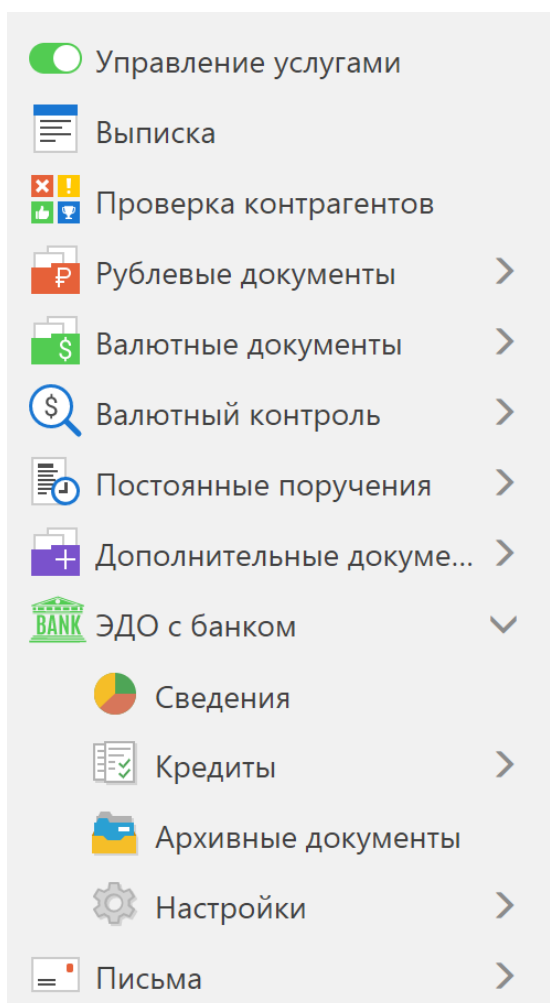 Управление услугами
Выписка
Проверка контрагентов
Рублевые документы
Валютные документы
Валютный контроль
Постоянные поручения
Дополнительные докуме...
BANK ЭДО с банком
Сведения
Кредиты
Архивные документы
Настройки
Письма